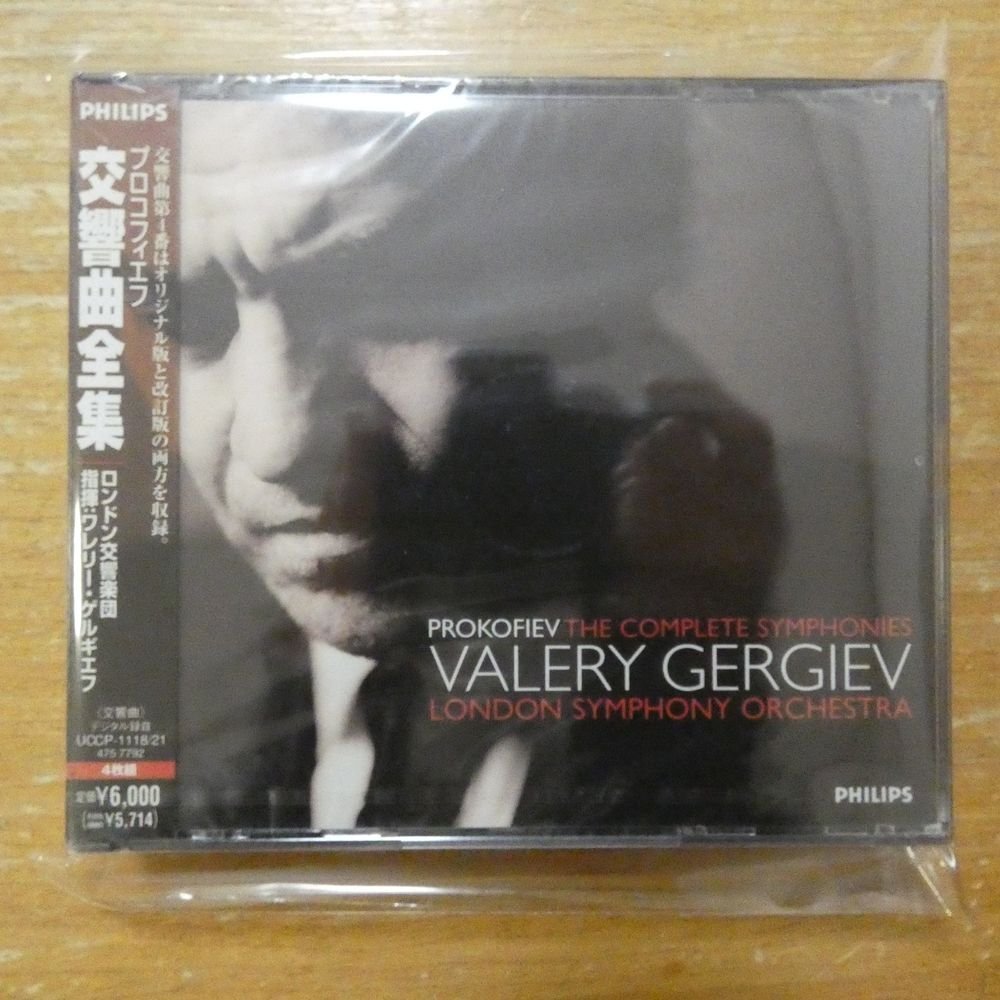 PHILIPS
交響曲第4番はオリジナル版と改訂版の両方を収録。
プロコフィエフ
交響曲全集
ロンドン交響楽団
指揮:ワレリー・ゲルギエフ
〈交響曲〉
デジタル録音
UCCP-1118/21
475 7792
4枚組
定価¥6,000
¥5,714)
PROKOFIEV THE COMPLETE SYMPHONIES
VALERY GERGIEV
LONDON SYMPHONY ORCHESTRA
PHILIPS